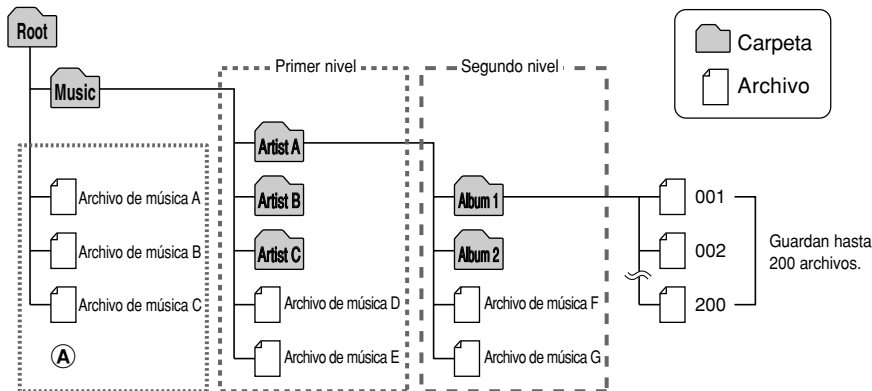 Root
Music
Archivo de música A
Archivo de música B
Archivo de música C
A
Primer nivel
Artist A
Artist B
Artist C
Archivo de música D
Archivo de música E
Segundo nivel
Album 1
Album 2
Archivo de música F
Archivo de música G
001
002
200
Guardan hasta
200 archivos.
Carpeta
Archivo